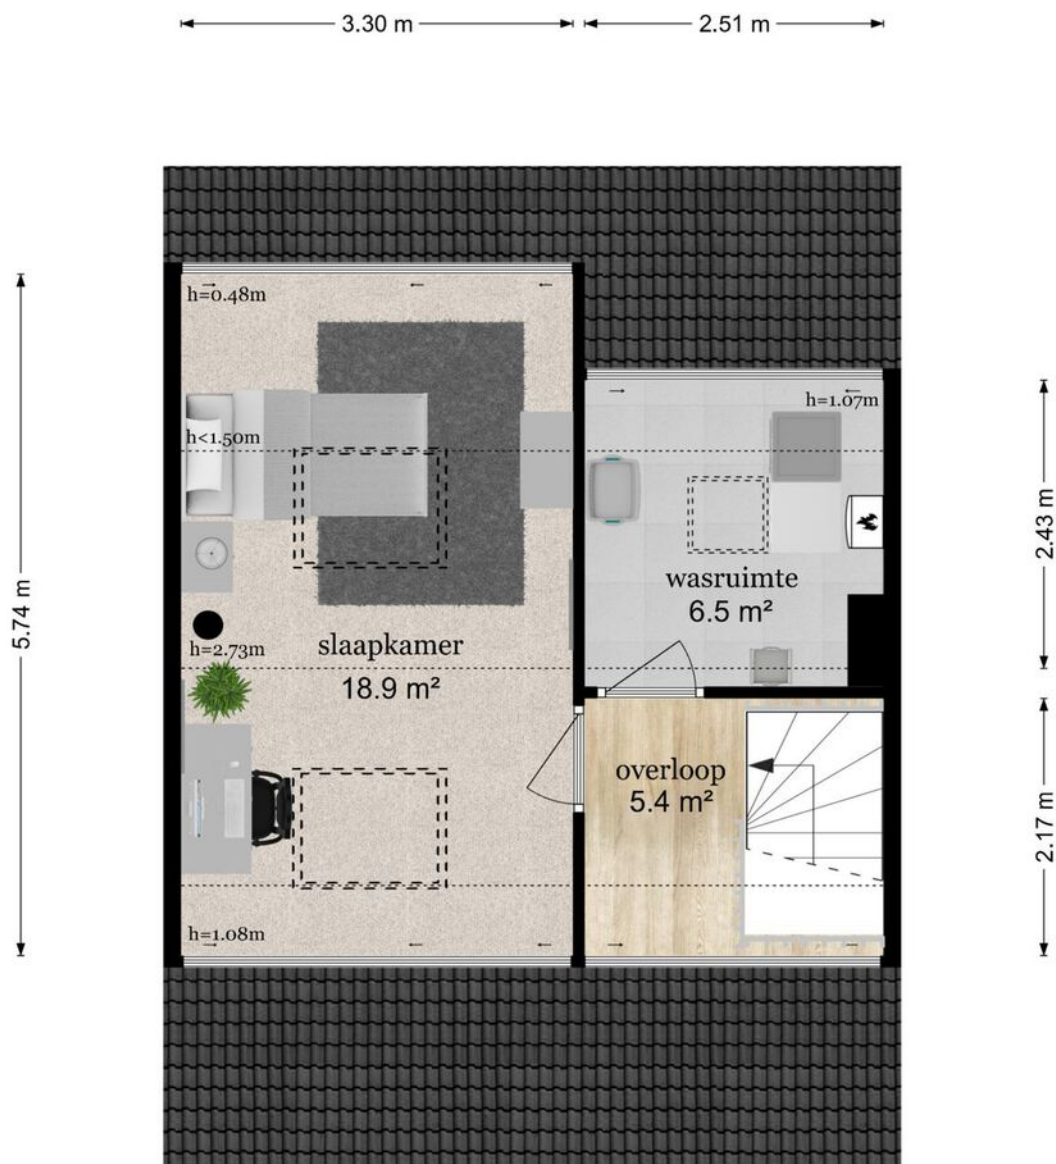 3.30 m
2.51 m
h=0.48m
h=1.07m
h<1.50m
2.43 m
wasruimte
6.5 m²
5.74 m
h=2.73m
slaapkamer
18.9 m²
overloop
5.4 m²
2.17 m
h=1.08m